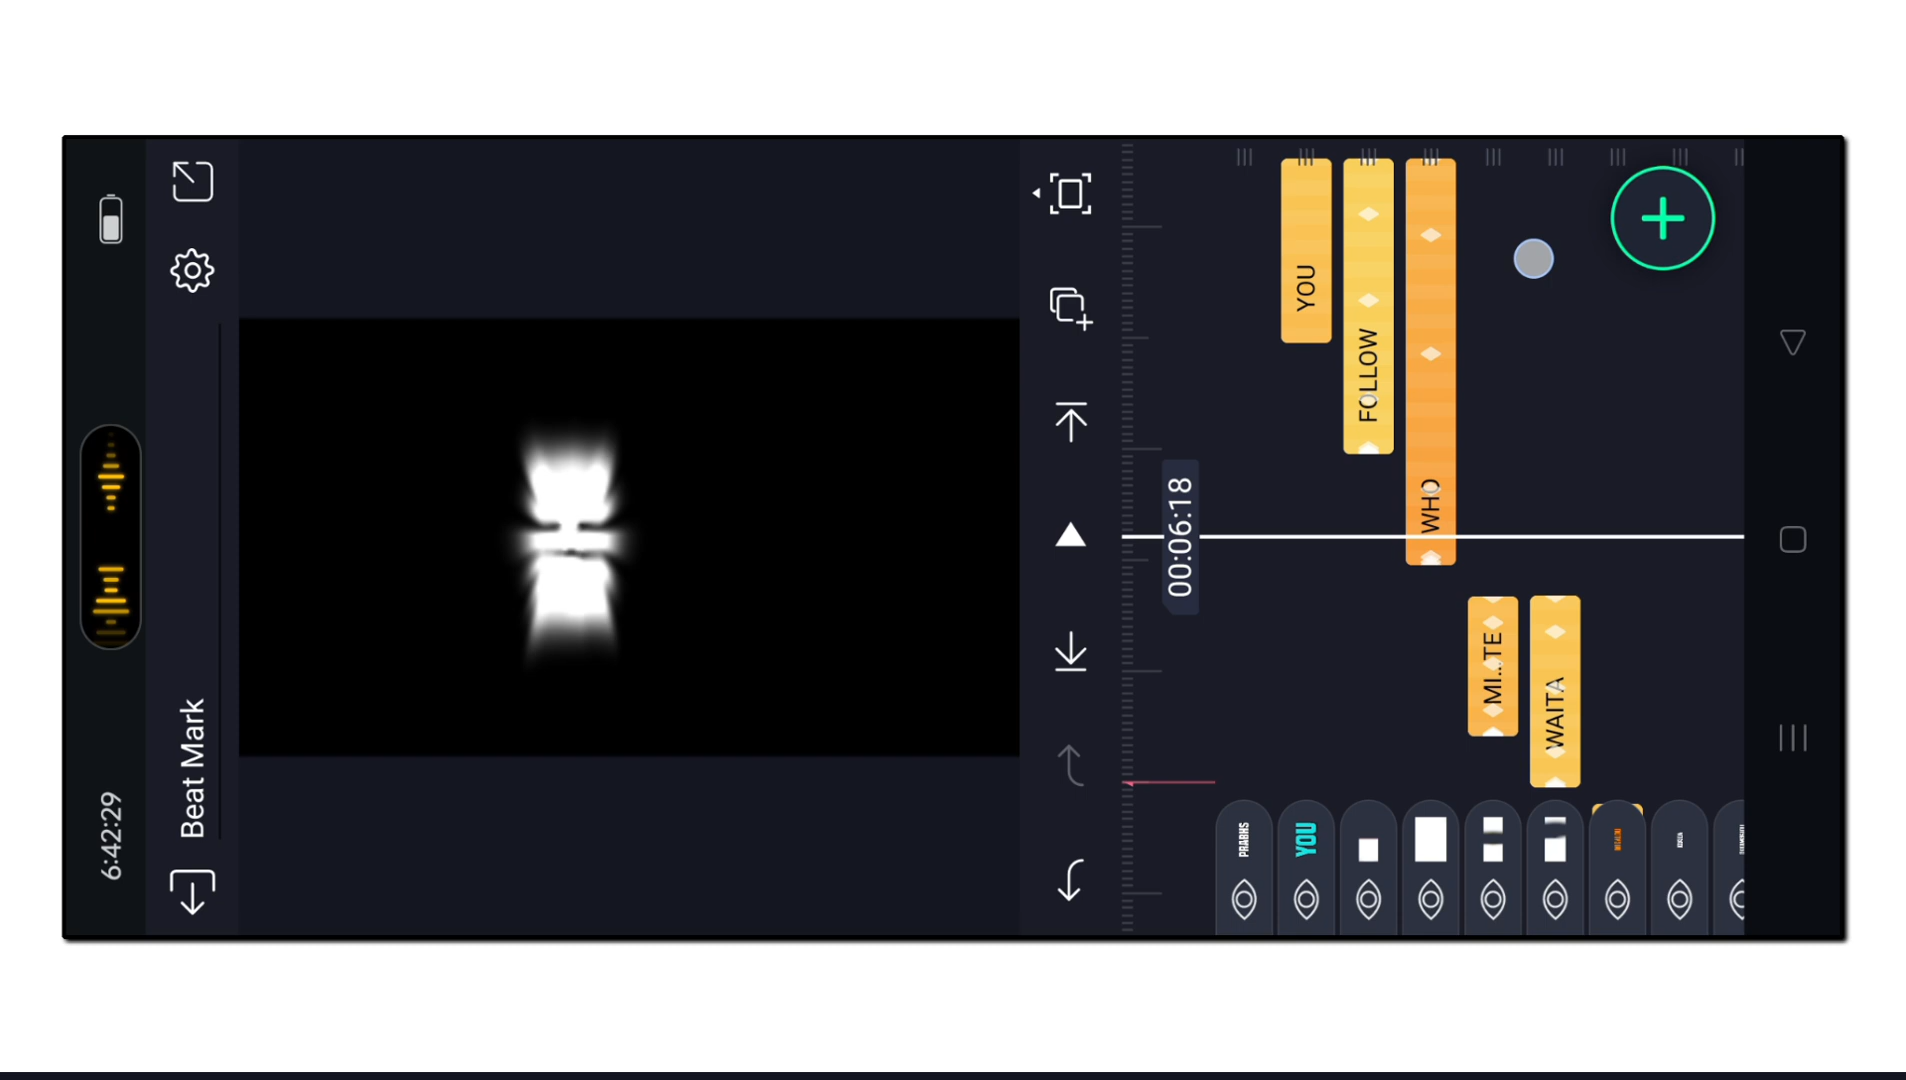 6:42:29
Beat Mark
00:06:18
PRABHS
YOU
YOU
FOLLOW
WHO
MI...TE
WAITA